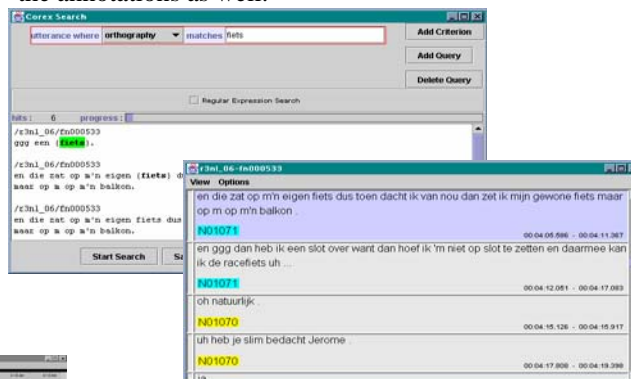 the annotations as well.
Corex Search
utterance where orthography matches fiets
Add Criterion
Add Query
Delete Query
Regular Expression Search
hits: 6 progress:
/r3nl_06/fn000533
ggg een (fiets).
/r3nl_06/fn000533
en die zat op m'n eigen (fiets) d
maar op m op m'n balkon.
/r3nl_06/fn000533
en die zat op m'n eigen fiets dus
maar op m op m'n balkon.
Start Search Sa
r3nl_06-fn000533
View Options
en die zat op m'n eigen fiets dus toen dacht ik van nou dan zet ik mijn gewone fiets maar
op m op m'n balkon .
N01071 00:04:05.596 - 00:04:11.367
en ggg dan heb ik een slot over want dan hoef ik 'm niet op slot te zetten en daarmee kan
ik de racefiets uh ...
N01071 00:04:12.051 - 00:04:17.083
oh natuurlijk .
N01070 00:04:15.126 - 00:04:15.917
uh heb je slim bedacht Jerome .
N01070 00:04:17.808 - 00:04:19.398